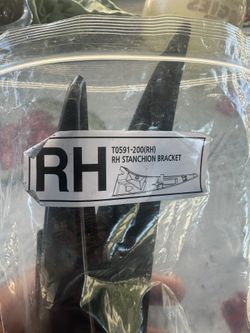 RH
T0591-200(RH)
RH STANCHION BRACKET